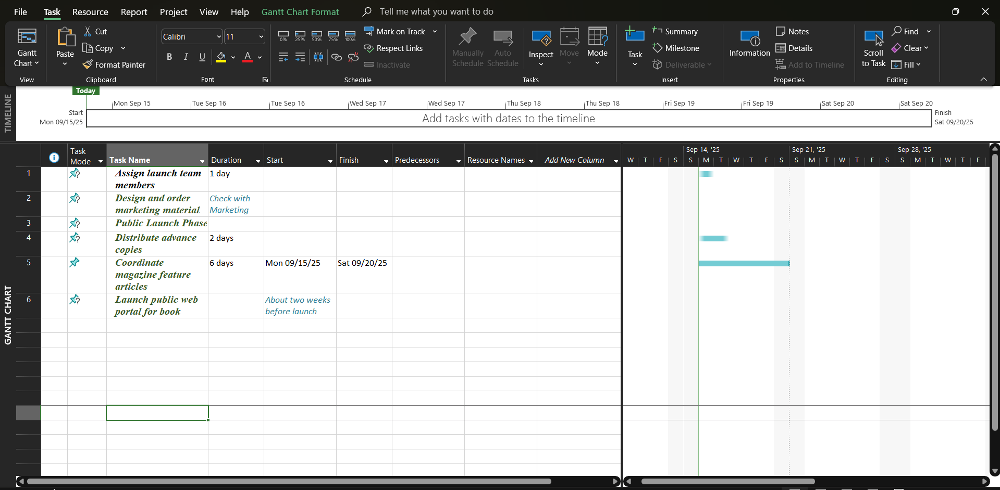 File Task Resource Report Project View Help Gantt Chart Format Tell me what you want to do
Gantt
Chart
View
Paste
Cut
Copy
Format Painter
Clipboard
Calibri 11
B I U A
Font
0% 25% 50% 75% 100%
Mark on Track
Respect Links
Inactivate
Schedule
Manually
Schedule
Auto
Schedule
Inspect
Move
Mode
Tasks
Task
Summary
Milestone
Deliverable
Insert
Information
Notes
Details
Add to Timeline
Properties
Scroll
to Task
Find
Clear
Fill
Editing
TIMELINE
Today
Mon Sep 15 Tue Sep 16 Tue Sep 16 Wed Sep 17 Wed Sep 17 Thu Sep 18 Thu Sep 18 Fri Sep 19 Fri Sep 19 Sat Sep 20 Sat Sep 20
Start
Mon 09/15/25
Add tasks with dates to the timeline
Finish
Sat 09/20/25
GANTT CHART
Task
Mode
Task Name Duration Start Finish Predecessors Resource Names Add New Column
Sep 14, '25 Sep 21, '25 Sep 28, '25
W T F S S M T W T F S S M T W T F S S M T W T F
1 Assign launch team 1 day
members
2 Design and order Check with
marketing material Marketing
3 Public Launch Phase
4 Distribute advance 2 days
copies
5 Coordinate 6 days Mon 09/15/25 Sat 09/20/25
magazine feature
articles
6 Launch public web About two weeks
portal for book before launch